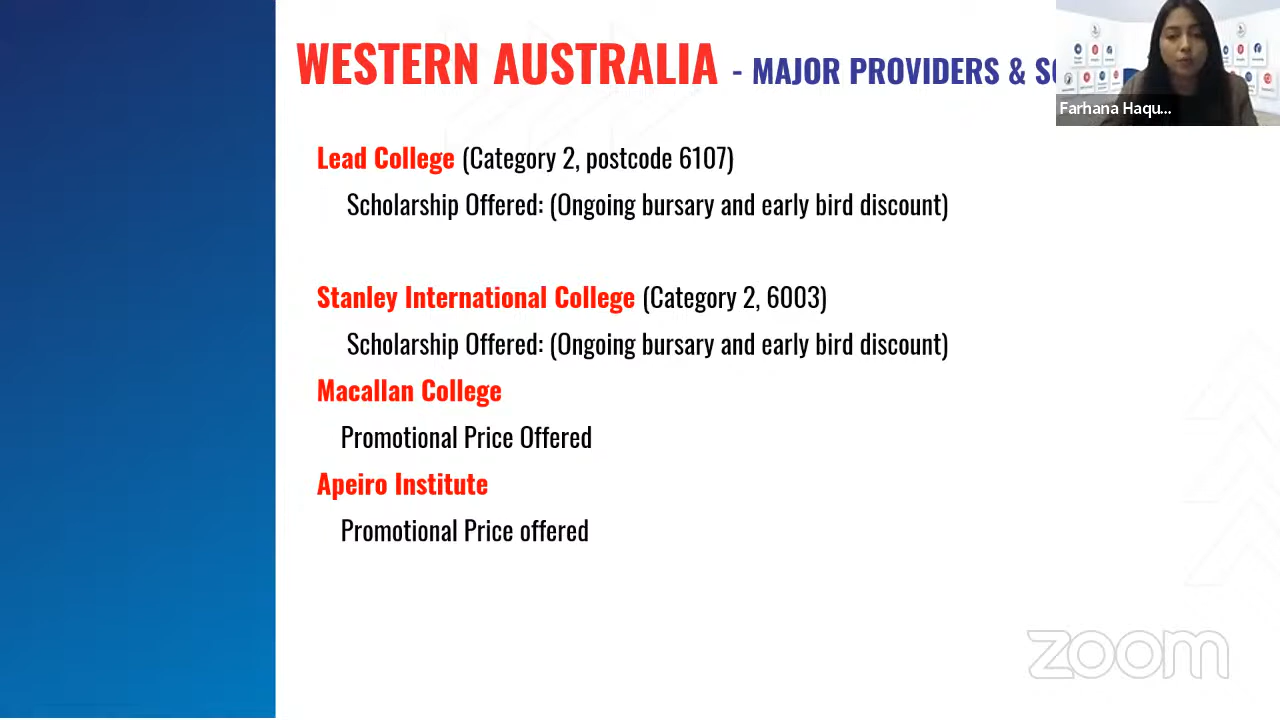 WESTERN AUSTRALIA - MAJOR PROVIDERS &
Farhana Haqu...
Lead College (Category 2, postcode 6107)
Scholarship Offered: (Ongoing bursary and early bird discount)
Stanley International College (Category 2, 6003)
Scholarship Offered: (Ongoing bursary and early bird discount)
Macallan College
Promotional Price Offered
Apeiro Institute
Promotional Price offered
zoom